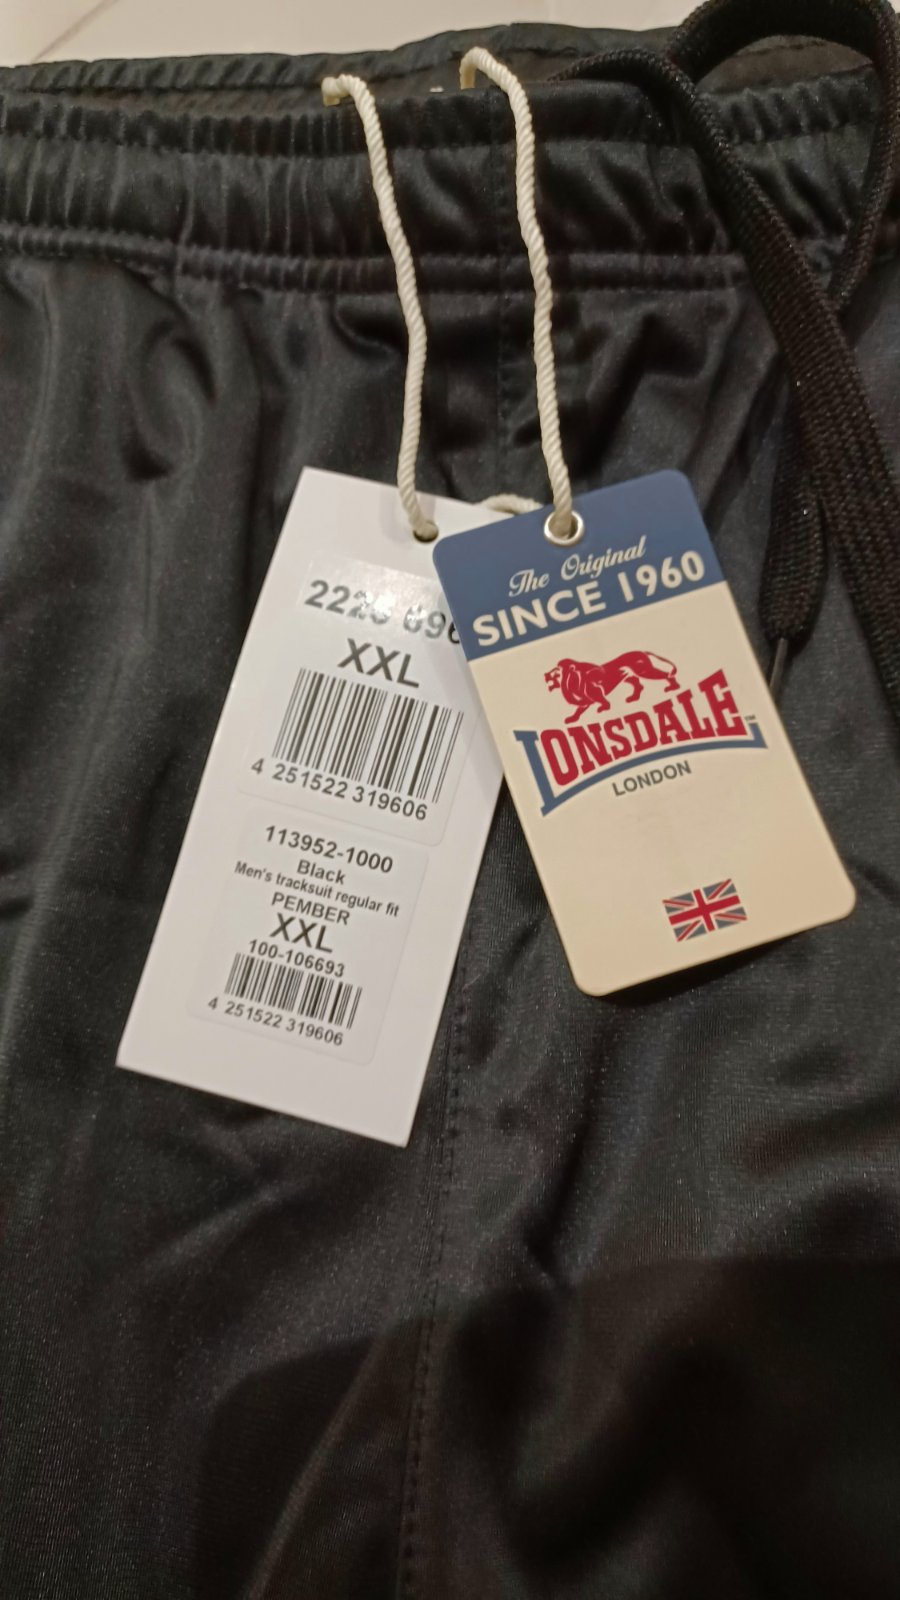 XXL
4 251522 319606
113952-1000
Black
Men's tracksuit regular fit
PEMBER
XXL
100-106693
4 251522 319606
The Original
SINCE 1960
LONSDALE
LONDON